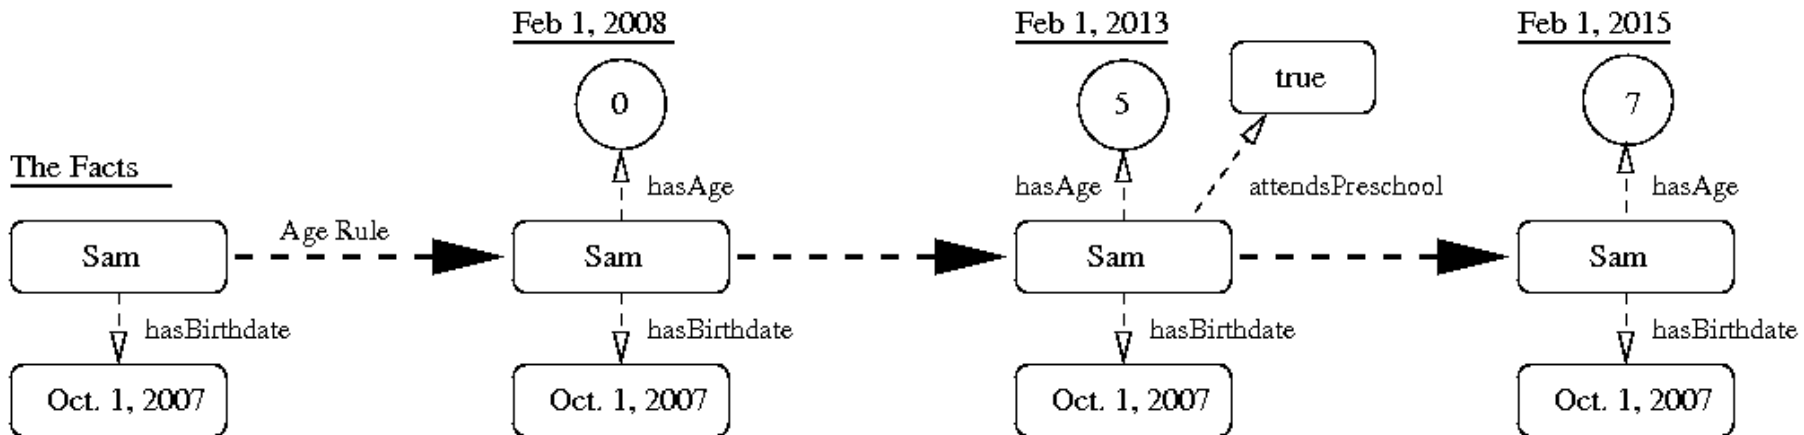 Feb 1, 2008
Feb 1, 2013
Feb 1, 2015
true
0
5
7
The Facts
hasAge
hasAge
attendsPreschool
hasAge
Age Rule
Sam
Sam
Sam
Sam
hasBirthdate
hasBirthdate
hasBirthdate
hasBirthdate
Oct. 1, 2007
Oct. 1, 2007
Oct. 1, 2007
Oct. 1, 2007